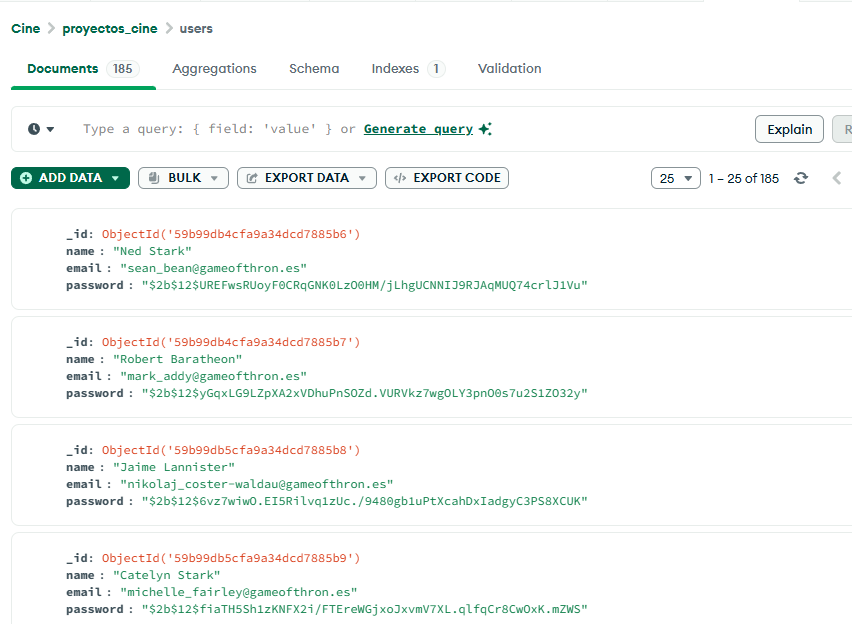 Cine > proyectos_cine > users
Documents 185 Aggregations Schema Indexes 1 Validation
Type a query: { field: 'value' } or Generate query
Explain R
ADD DATA BULK EXPORT DATA EXPORT CODE 25 1 – 25 of 185
_id: ObjectId('59b99db4cfa9a34dcd7885b6')
name : "Ned Stark"
email : "sean_bean@gameofthron.es"
password : "$2b$12$UREFwsRUoyF0CRqGNK0LzO0HM/jLhgUCNNIJ9RJAqMUQ74crlJ1Vu"
_id: ObjectId('59b99db4cfa9a34dcd7885b7')
name : "Robert Baratheon"
email : "mark_addy@gameofthron.es"
password : "$2b$12$yGqxLG9LZpXA2xVDhuPnSOZd.VURVkz7wgOLY3pnO0s7u2S1ZO32y"
_id: ObjectId('59b99db5cfa9a34dcd7885b8')
name : "Jaime Lannister"
email : "nikolaj_coster-waldau@gameofthron.es"
password : "$2b$12$6vz7wiwO.EI5Rilvq1zUc./9480gb1uPtXcahDxIadgyC3PS8XCUK"
_id: ObjectId('59b99db5cfa9a34dcd7885b9')
name : "Catelyn Stark"
email : "michelle_fairley@gameofthron.es"
password : "$2b$12$fiaTH5Sh1zKNFX2i/FTEreWGjxoJxvmV7XL.qlfqCr8CwOxK.mZWS"